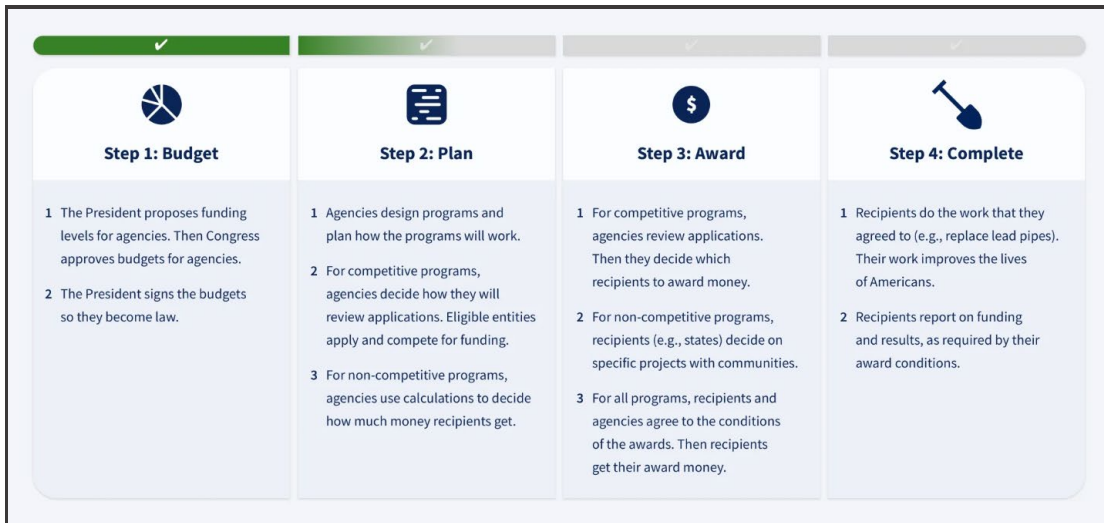 Step 1: Budget
1 The President proposes funding
levels for agencies. Then Congress
approves budgets for agencies.
2 The President signs the budgets
so they become law.
Step 2: Plan
1 Agencies design programs and
plan how the programs will work.
2 For competitive programs,
agencies decide how they will
review applications. Eligible entities
apply and compete for funding.
3 For non-competitive programs,
agencies use calculations to decide
how much money recipients get.
$
Step 3: Award
1 For competitive programs,
agencies review applications.
Then they decide which
recipients to award money.
2 For non-competitive programs,
recipients (e.g., states) decide on
specific projects with communities.
3 For all programs, recipients and
agencies agree to the conditions
of the awards. Then recipients
get their award money.
Step 4: Complete
1 Recipients do the work that they
agreed to (e.g., replace lead pipes).
Their work improves the lives
of Americans.
2 Recipients report on funding
and results, as required by their
award conditions.